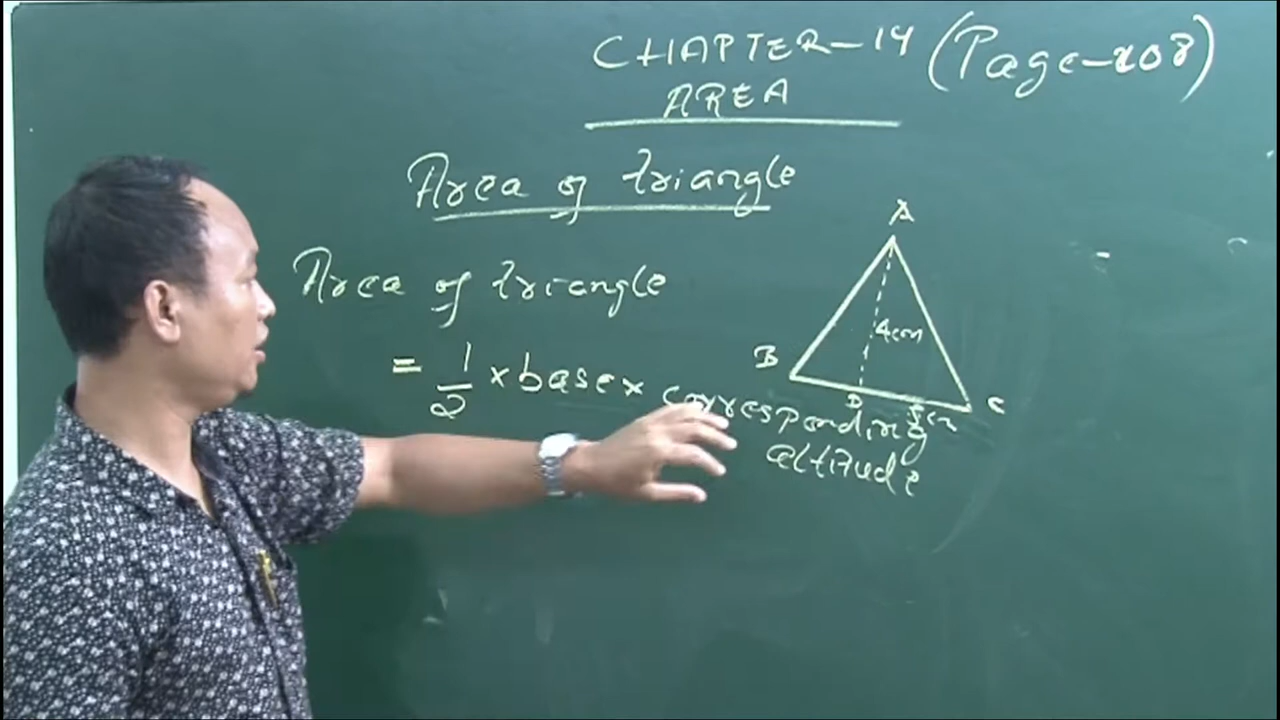 CHAPTER-14 (Page-208)
AREA
Area of triangle
Area of triangle
= 1/2 × base × corresponding
altitude
A
B
4cm
D
C